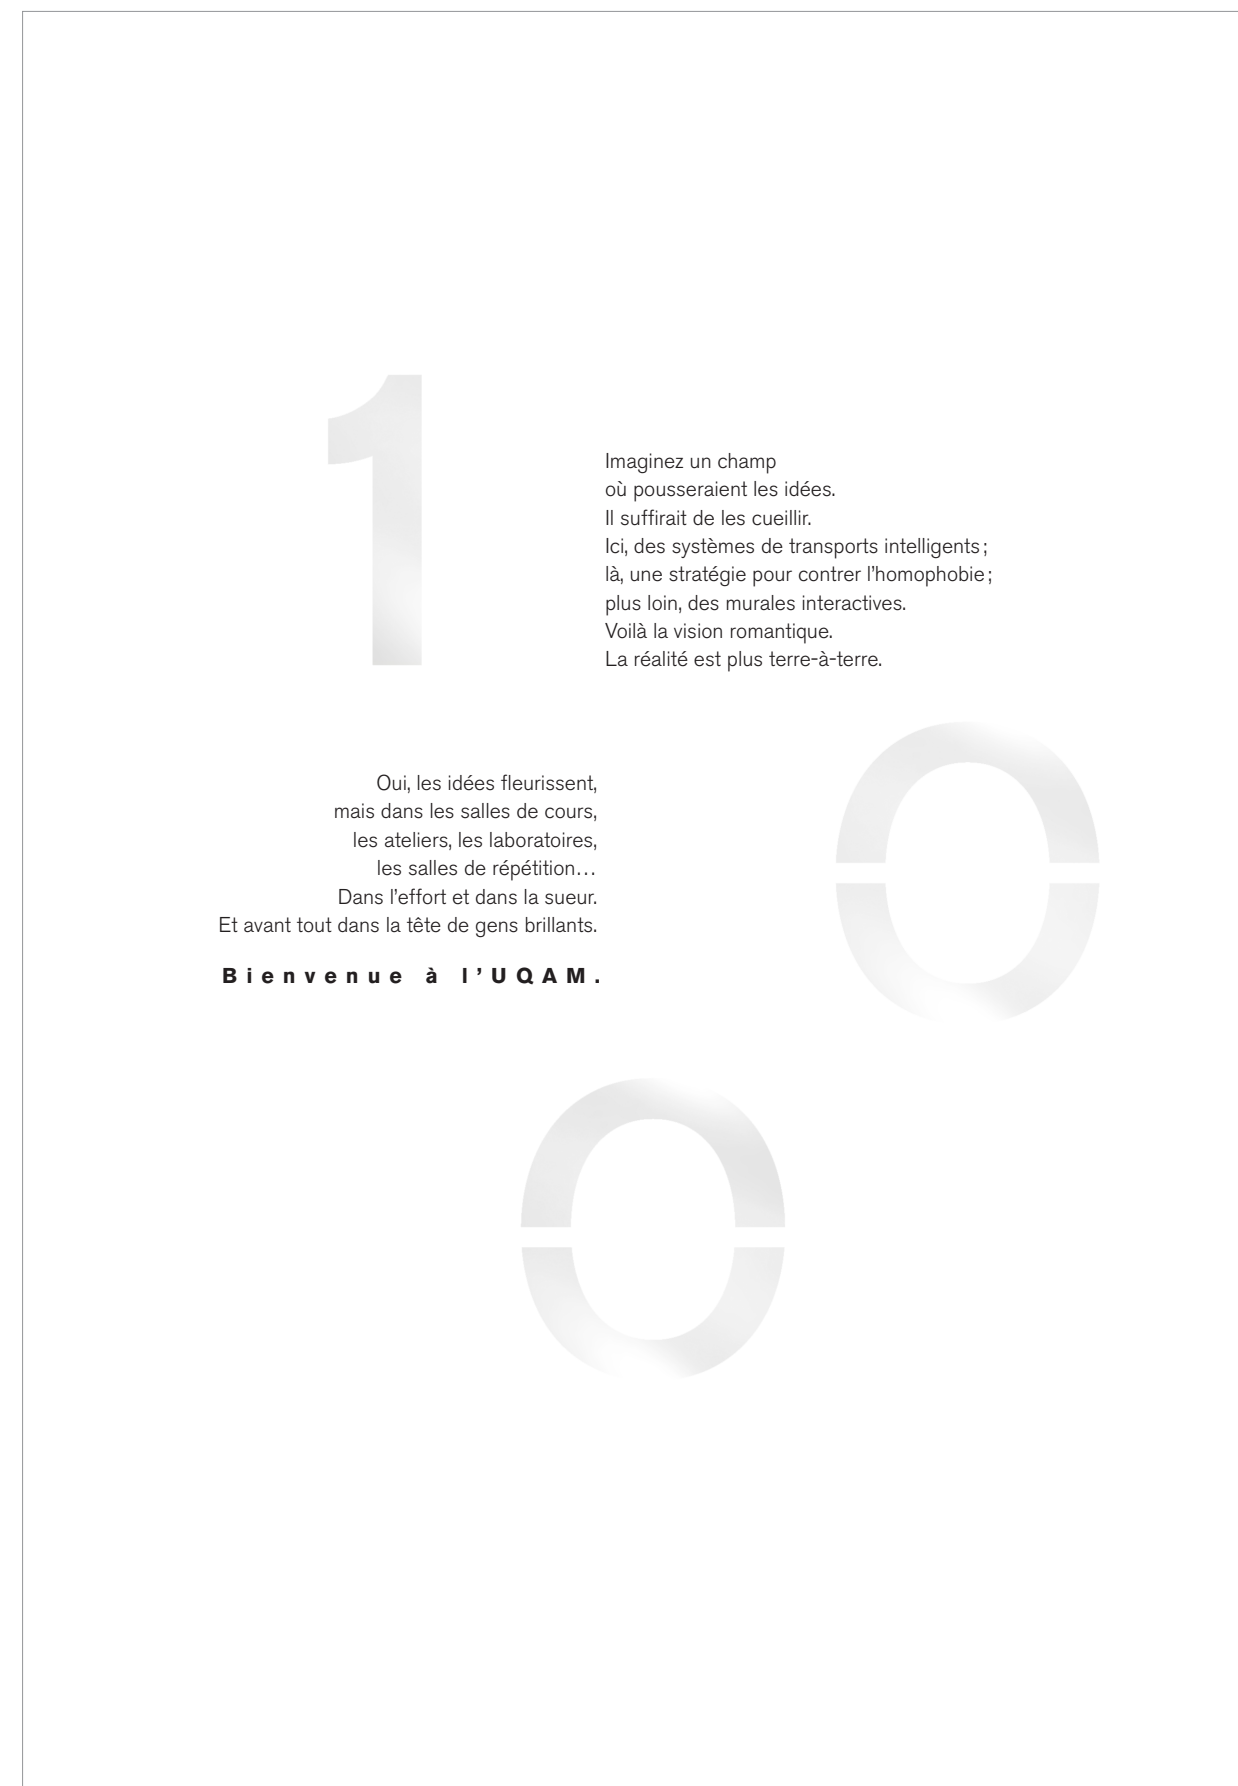 1
Imaginez un champ
où pousseraient les idées.
Il suffirait de les cueillir.
Ici, des systèmes de transports intelligents ;
là, une stratégie pour contrer l’homophobie ;
plus loin, des murales interactives.
Voilà la vision romantique.
La réalité est plus terre-à-terre.
0
Oui, les idées fleurissent,
mais dans les salles de cours,
les ateliers, les laboratoires,
les salles de répétition…
Dans l’effort et dans la sueur.
Et avant tout dans la tête de gens brillants.
Bienvenue à l’UQAM.
0